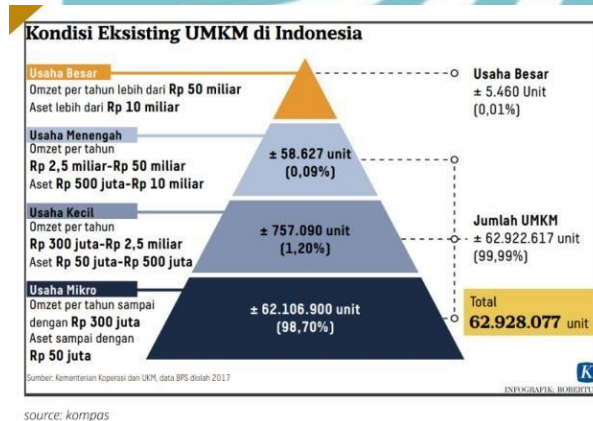 Kondisi Eksisting UMKM di Indonesia
Usaha Besar
Omzet per tahun lebih dari Rp 50 miliar
Aset lebih dari Rp 10 miliar
Usaha Besar
± 5.460 Unit
(0,01%)
Usaha Menengah
Omzet per tahun
Rp 2,5 miliar-Rp 50 miliar
Aset Rp 500 juta-Rp 10 miliar
± 58.627 unit
(0,09%)
Usaha Kecil
Omzet per tahun
Rp 300 juta-Rp 2,5 miliar
Aset Rp 50 juta-Rp 500 juta
± 757.090 unit
(1,20%)
Jumlah UMKM
± 62.922.617 unit
(99,99%)
Usaha Mikro
Omzet per tahun sampai
dengan Rp 300 juta
Aset sampai dengan
Rp 50 juta
± 62.106.900 unit
(98,70%)
Total
62.928.077 unit
Sumber: Kementerian Koperasi dan UKM, data BPS diolah 2017
K
INFOGRAFIK: ROBERTU
source: kompas